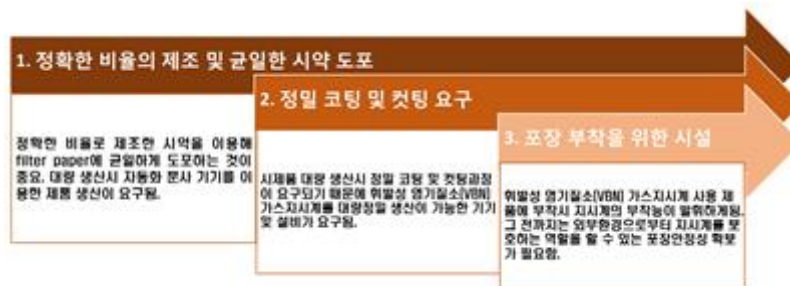 1. 정확한 비율의 제조 및 균일한 시약 도포
정확한 비율로 제조한 시약을 이용해
filter paper에 균일하게 도포하는 것이
중요. 대량 생산시 자동화 분사 기기를 이
용한 제품 생산이 요구됨.
2. 정밀 코팅 및 컷팅 요구
시제품 대량 생산시 정밀 코팅 및 컷팅과정
이 요구되기 때문에 휘발성 염기질소(VBN)
가스지시계를 대량정밀 생산이 가능한 기기
및 설비가 요구됨.
3. 포장 부착을 위한 시설
휘발성 염기질소(VBN) 가스지시계 사용 제
품에 부착시 지시계의 부착능이 발휘하게됨.
그 전까지는 외부환경으로부터 지시계를 보
호하는 역할을 할 수 있는 포장안정성 확보
가 필요함.